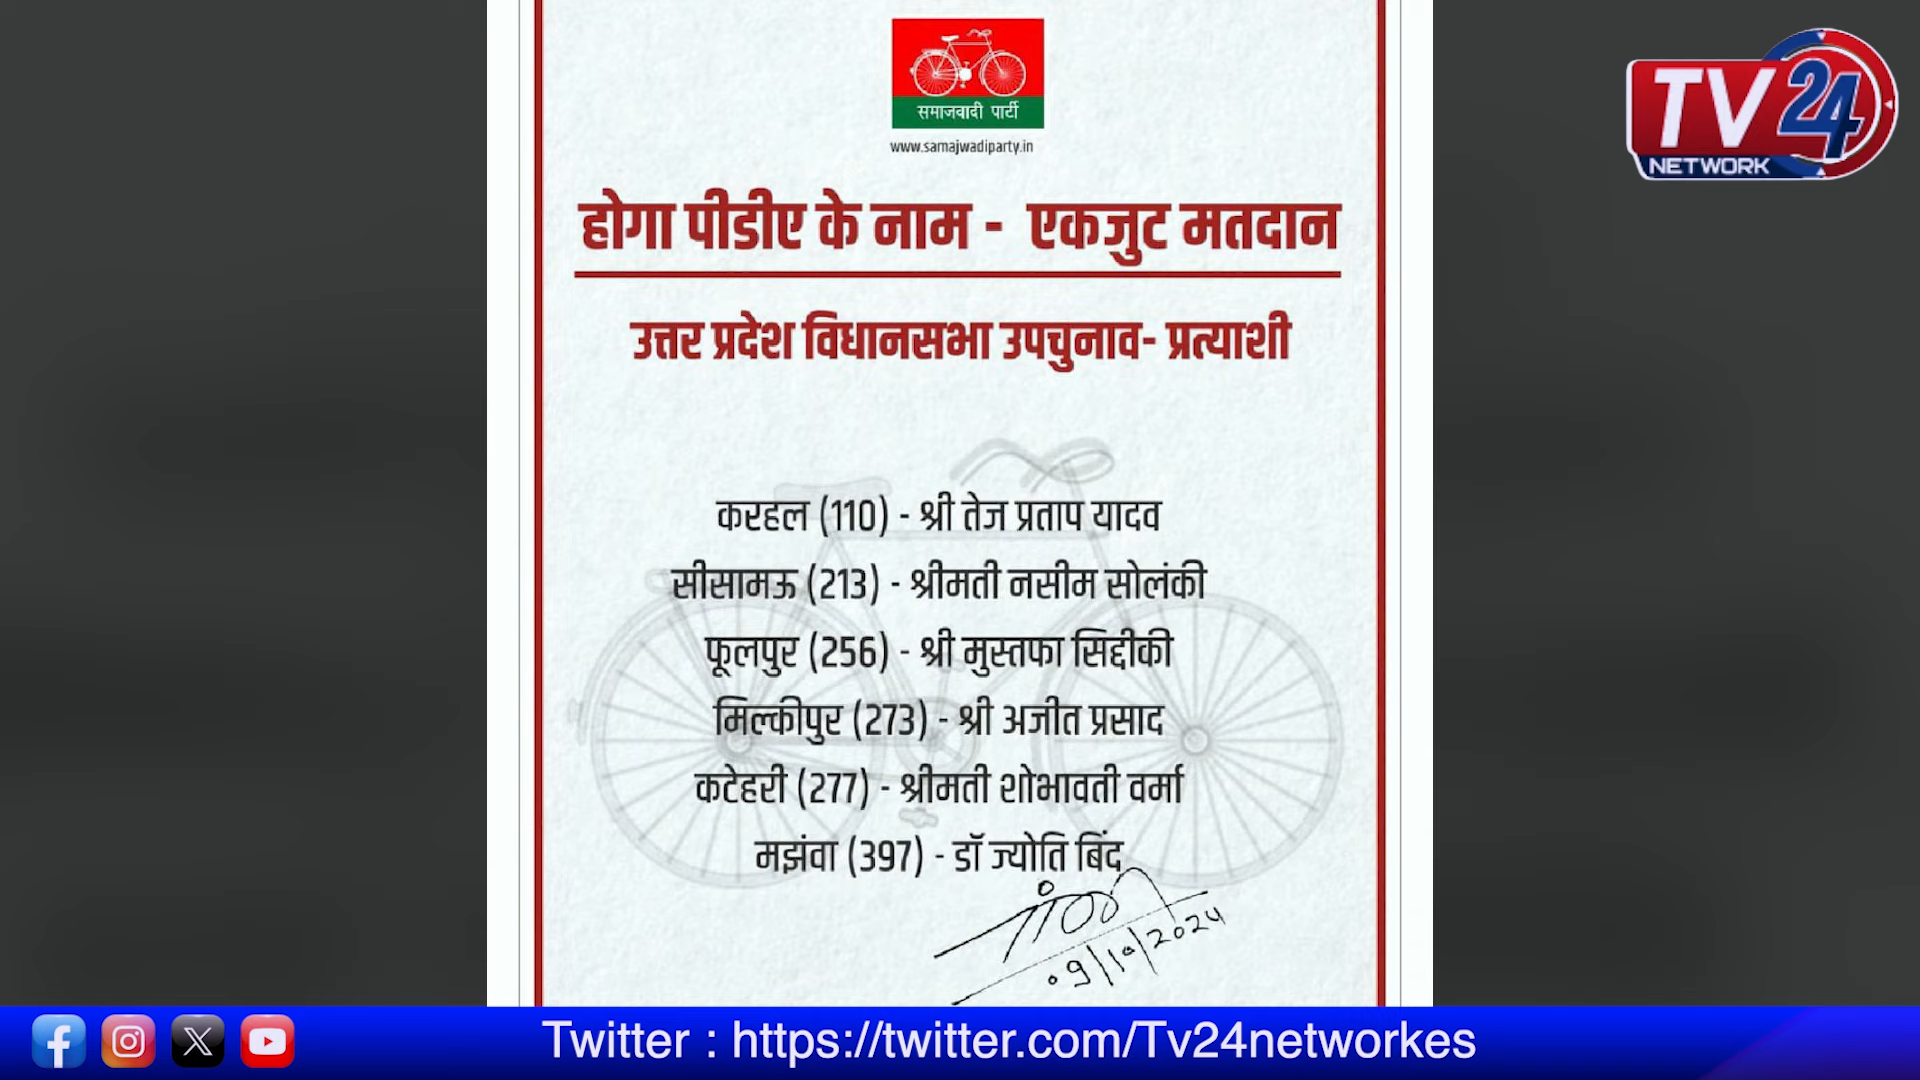 समाजवादी पार्टी
www.samajwadiparty.in
TV24
NETWORK
होगा पीडीए के नाम - एकजुट मतदान
उत्तर प्रदेश विधानसभा उपचुनाव- प्रत्याशी
करहल (110) - श्री तेज प्रताप यादव
सीसामऊ (213) - श्रीमती नसीम सोलंकी
फूलपुर (256) - श्री मुस्तफा सिद्दीकी
मिल्कीपुर (273) - श्री अजीत प्रसाद
कटेहरी (277) - श्रीमती शोभावती वर्मा
मझंवा (397) - डॉ ज्योति बिंद
09/10/2024
Twitter : https://twitter.com/Tv24networkes